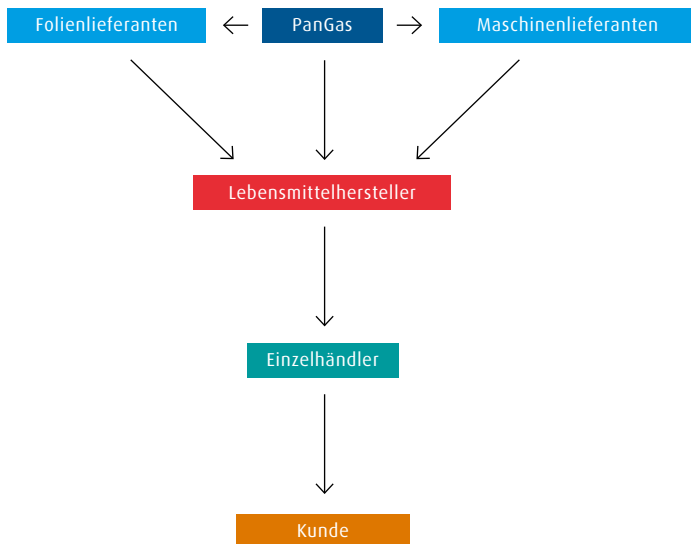 Folienlieferanten
PanGas
Maschinenlieferanten
Lebensmittelhersteller
Einzelhändler
Kunde